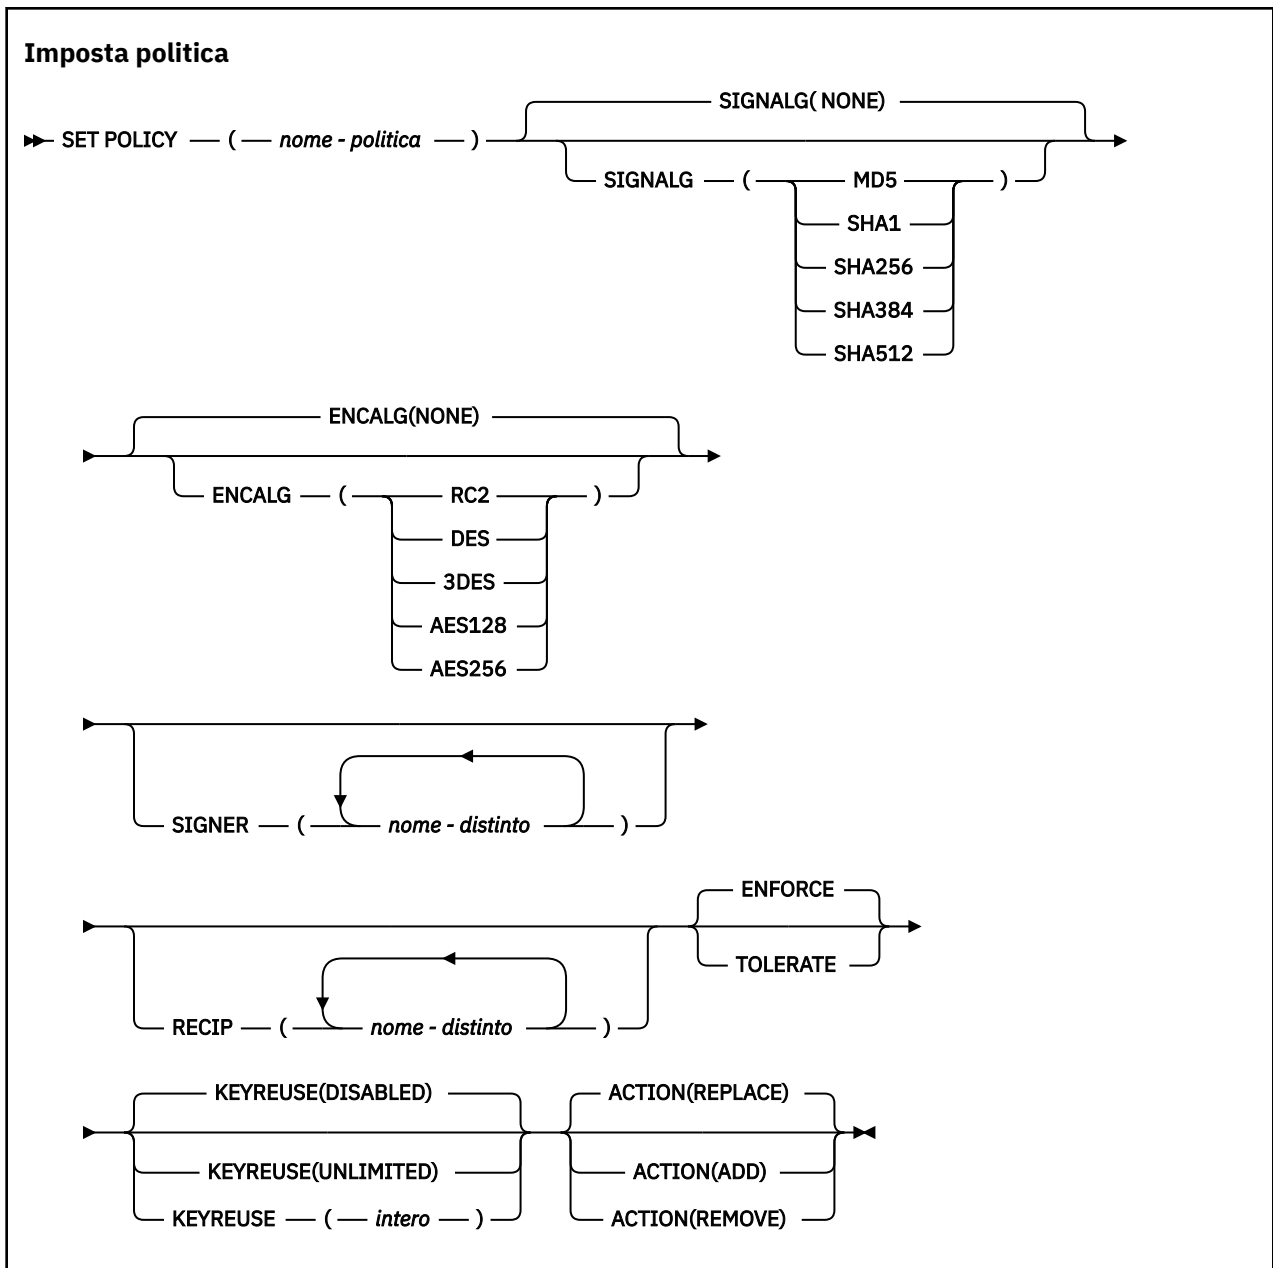 Imposta politica
SIGNALG( NONE)
SET POLICY ( nome - politica )
SIGNALG ( MD5 )
SHA1
SHA256
SHA384
SHA512
ENCALG(NONE)
ENCALG ( RC2 )
DES
3DES
AES128
AES256
SIGNER ( nome - distinto )
ENFORCE
TOLERATE
RECIP ( nome - distinto )
KEYREUSE(DISABLED) ACTION(REPLACE)
KEYREUSE(UNLIMITED) ACTION(ADD)
KEYREUSE ( intero ) ACTION(REMOVE)